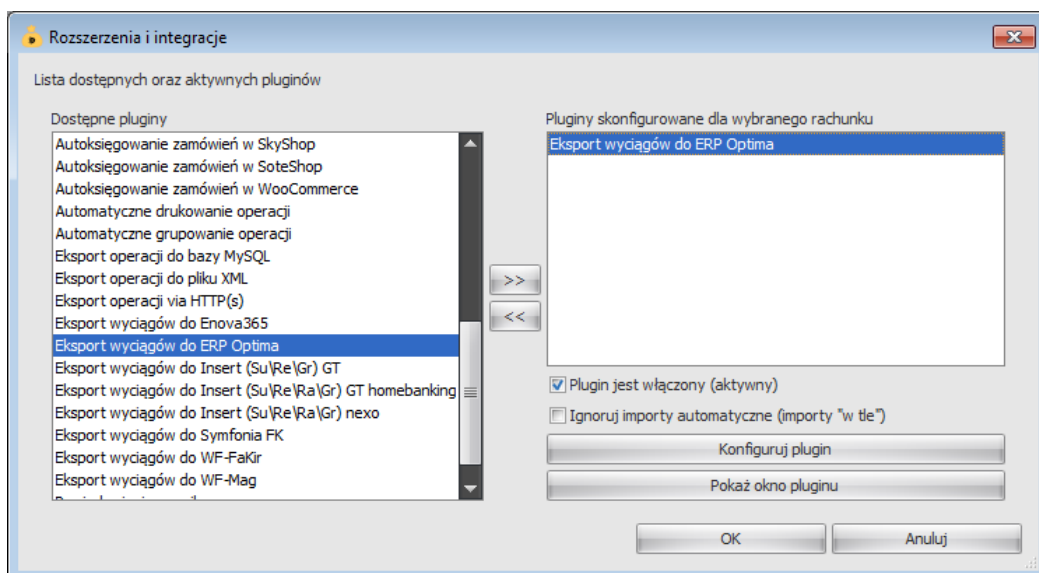 Rozszerzenia i integracje
Lista dostępnych oraz aktywnych pluginów
Dostępne pluginy
Autoksięgowanie zamówień w SkyShop
Autoksięgowanie zamówień w SoteShop
Autoksięgowanie zamówień w WooCommerce
Automatyczne drukowanie operacji
Automatyczne grupowanie operacji
Eksport operacji do bazy MySQL
Eksport operacji do pliku XML
Eksport operacji via HTTP(s)
Eksport wyciągów do Enova365
Eksport wyciągów do ERP Optima
Eksport wyciągów do Insert (Su\Re\Gr) GT
Eksport wyciągów do Insert (Su\Re\Ra\Gr) GT homebanking
Eksport wyciągów do Insert (Su\Re\Ra\Gr) nexo
Eksport wyciągów do Symfonia FK
Eksport wyciągów do WF-FaKir
Eksport wyciągów do WF-Mag
>>
<<
Pluginy skonfigurowane dla wybranego rachunku
Eksport wyciągów do ERP Optima
Plugin jest włączony (aktywny)
Ignoruj importy automatyczne (importy "w tle")
Konfiguruj plugin
Pokaż okno pluginu
OK
Anuluj